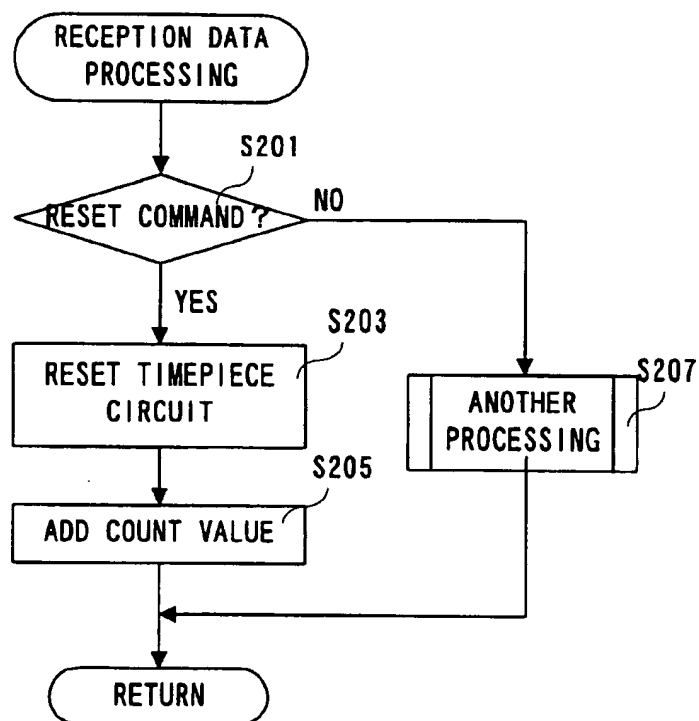 RECEPTION DATA
PROCESSING
S201
RESET COMMAND?
NO
YES
S203
RESET TIMEPIECE
CIRCUIT
S207
ANOTHER
PROCESSING
S205
ADD COUNT VALUE
RETURN